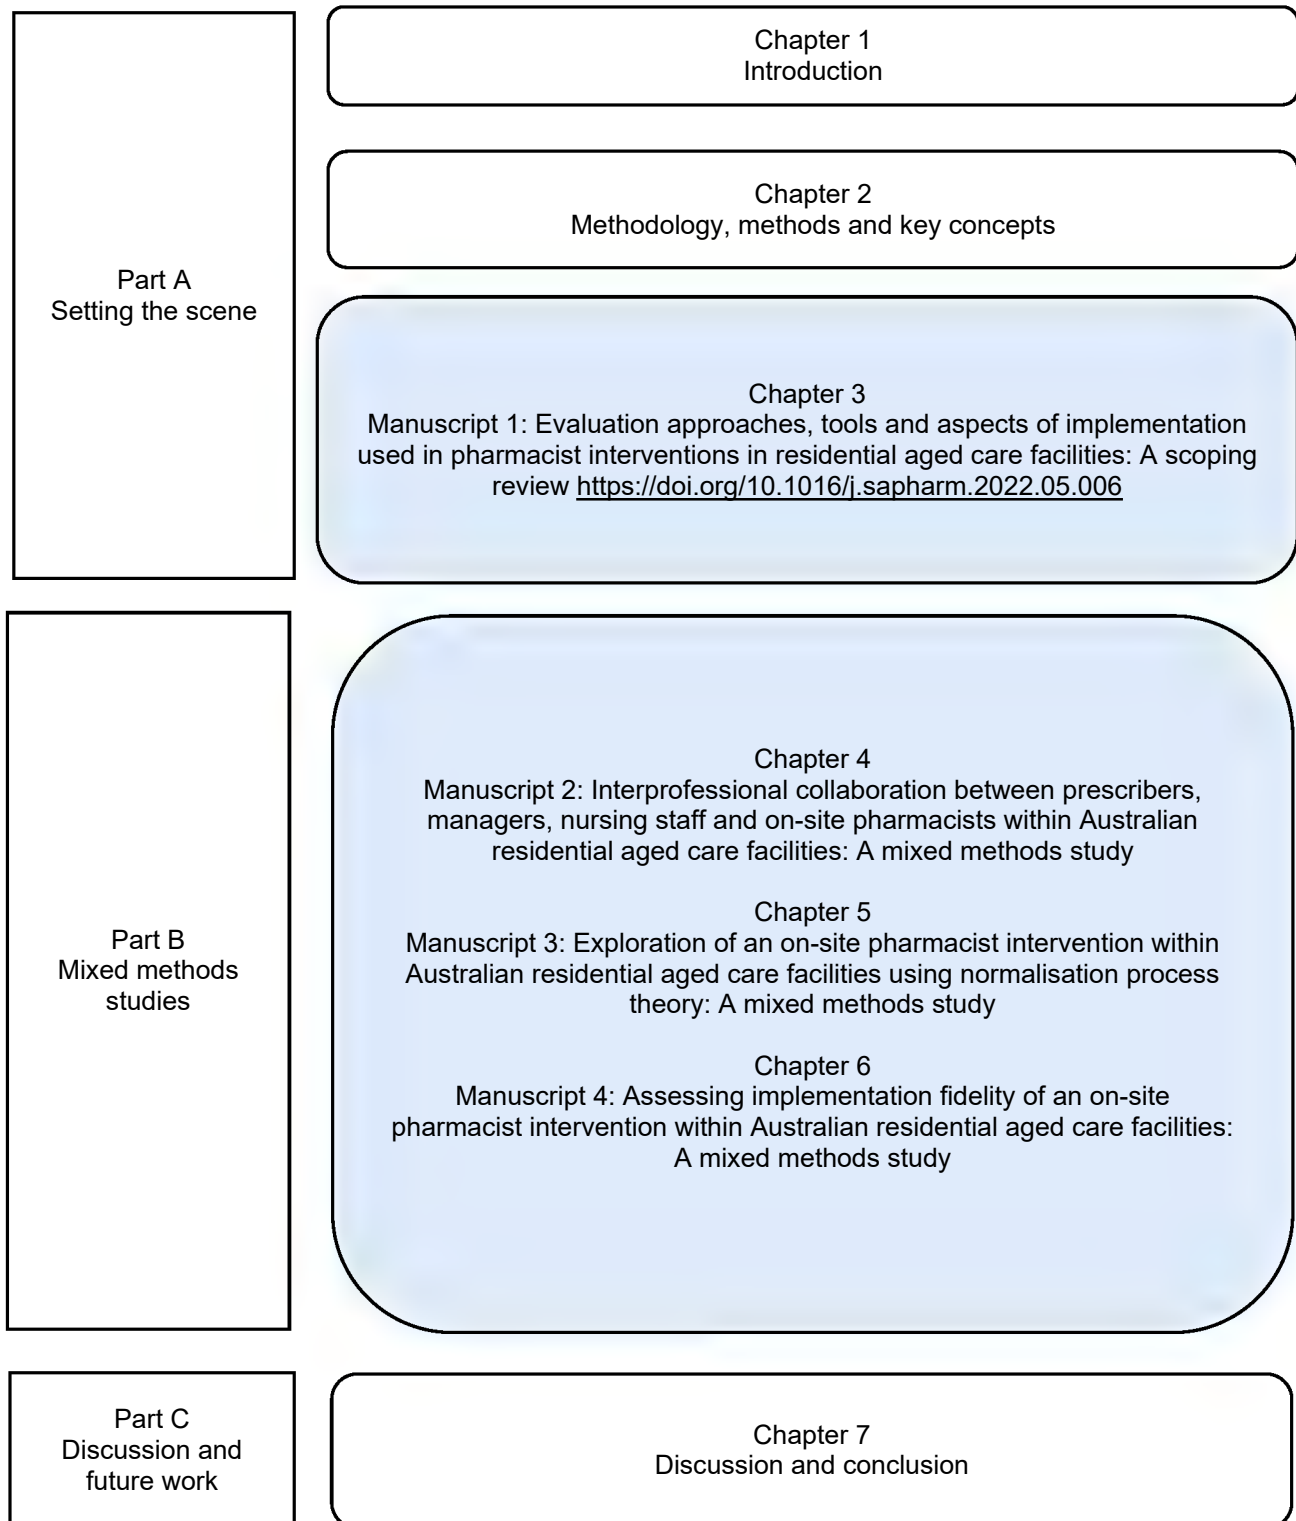 Part A
Setting the scene
Chapter 1
Introduction
Chapter 2
Methodology, methods and key concepts
Chapter 3
Manuscript 1: Evaluation approaches, tools and aspects of implementation
used in pharmacist interventions in residential aged care facilities: A scoping
review https://doi.org/10.1016/j.sapharm.2022.05.006
Part B
Mixed methods
studies
Chapter 4
Manuscript 2: Interprofessional collaboration between prescribers,
managers, nursing staff and on-site pharmacists within Australian
residential aged care facilities: A mixed methods study
Chapter 5
Manuscript 3: Exploration of an on-site pharmacist intervention within
Australian residential aged care facilities using normalisation process
theory: A mixed methods study
Chapter 6
Manuscript 4: Assessing implementation fidelity of an on-site
pharmacist intervention within Australian residential aged care facilities:
A mixed methods study
Part C
Discussion and
future work
Chapter 7
Discussion and conclusion